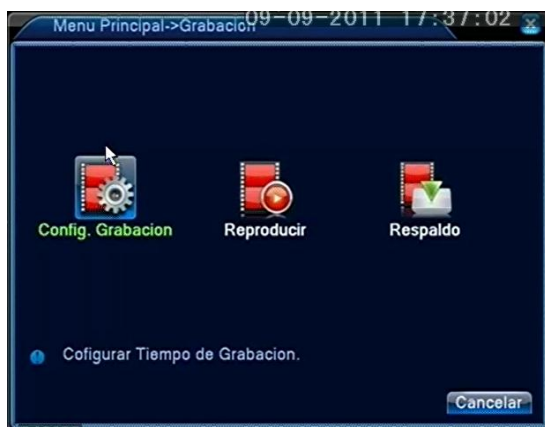 09-09-2011 17:37:02
Menu Principal->Grabacion
Config. Grabacion
Reproducir
Respaldo
Cofigurar Tiempo de Grabacion.
Cancelar